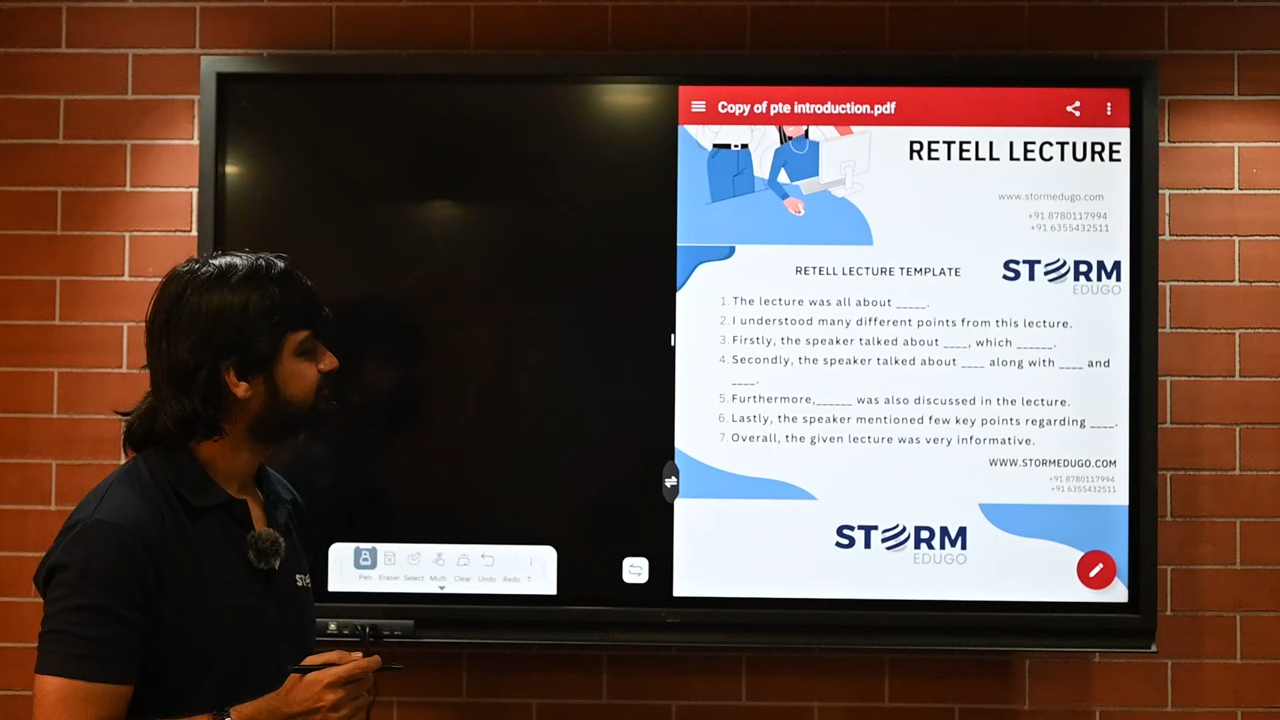 Copy of pte introduction.pdf
RETELL LECTURE
www.stormedugo.com
+91 8780117994
+91 6355432511
STORM
EDUGO
RETELL LECTURE TEMPLATE
1. The lecture was all about _____.
2. I understood many different points from this lecture.
3. Firstly, the speaker talked about ____, which ______.
4. Secondly, the speaker talked about ____ along with ____ and
____.
5. Furthermore,______ was also discussed in the lecture.
6. Lastly, the speaker mentioned few key points regarding ____.
7. Overall, the given lecture was very informative.
WWW.STORMEDUGO.COM
+91 8780117994
+91 6355432511
STORM
EDUGO
Pen Eraser Select Multi Clear Undo Redo
ST